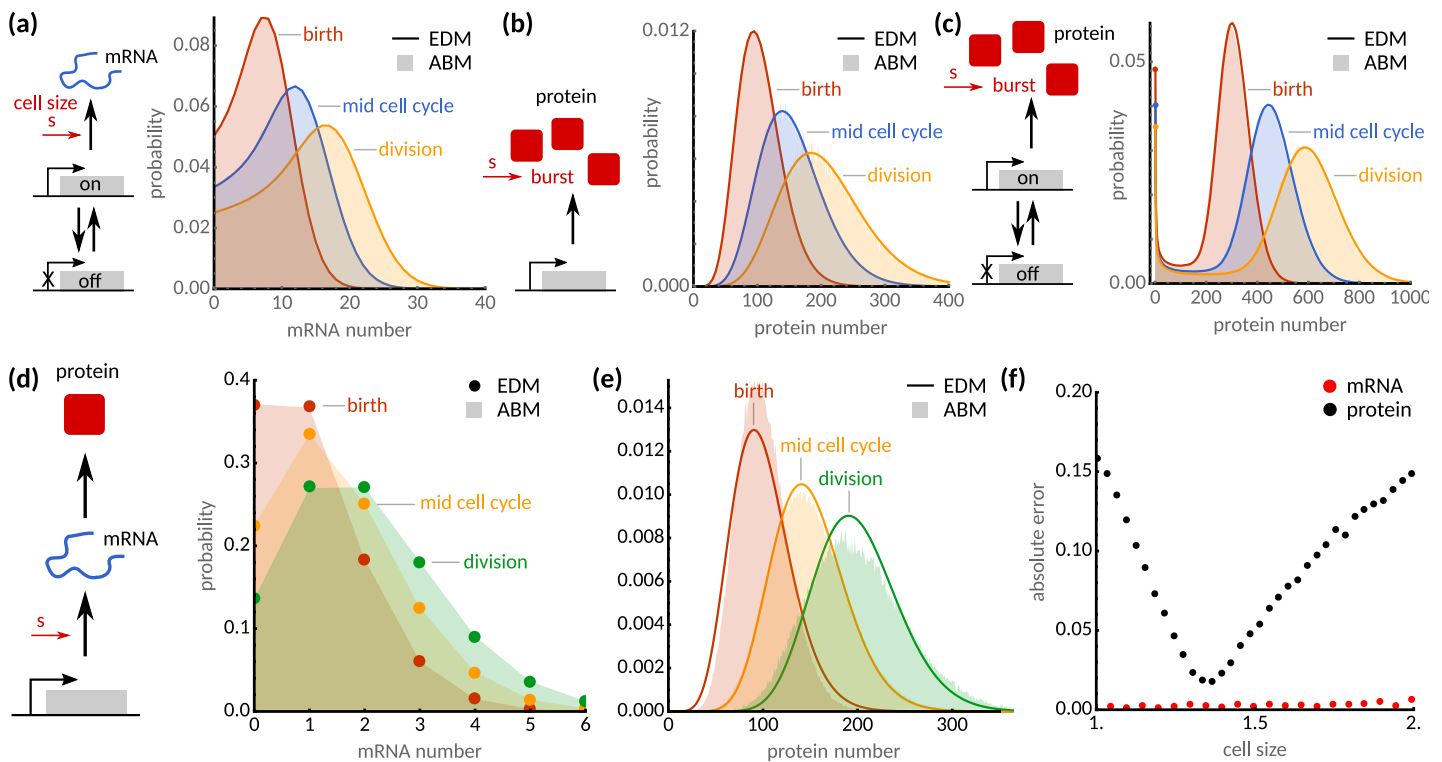 (a)
mRNA
cell size
s
on
off
probability
0.08
0.06
0.04
0.02
0.00
birth
mid cell cycle
division
EDM
ABM
0
10
20
30
40
mRNA number
(b)
protein
s
burst
probability
0.012
0.000
birth
mid cell cycle
division
EDM
ABM
100
200
300
400
protein number
(c)
protein
s
burst
on
off
probability
0.05
0.00
birth
mid cell cycle
division
EDM
ABM
0
200
400
600
800
1000
protein number
(d)
protein
mRNA
s
probability
0.4
0.3
0.2
0.1
0.0
birth
mid cell cycle
division
EDM
ABM
0
1
2
3
4
5
6
mRNA number
(e)
0.014
0.012
0.010
0.008
0.006
0.004
0.002
0.000
birth
mid cell cycle
division
EDM
ABM
0
100
200
300
protein number
(f)
mRNA
protein
absolute error
0.20
0.15
0.10
0.05
0.00
1.
1.5
2.
cell size